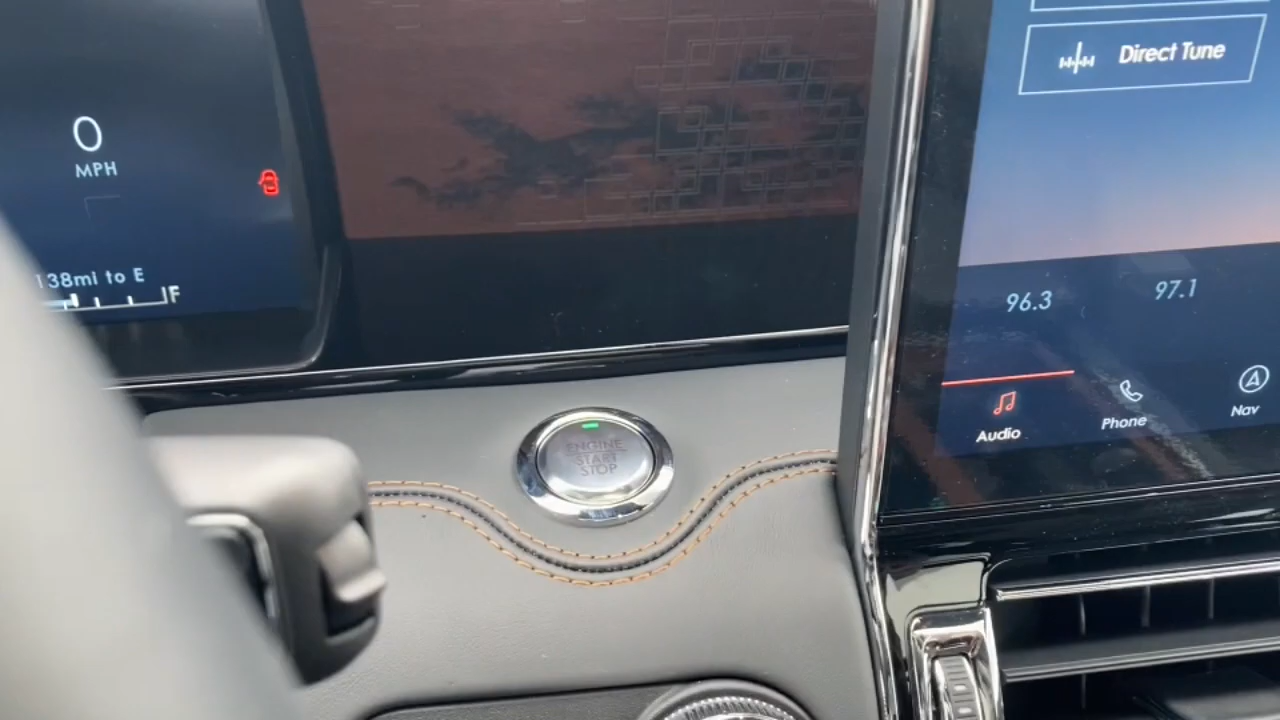 0
MPH
138mi to E
F
Direct Tune
96.3
97.1
Audio
Phone
Nav
ENGINE
START
STOP